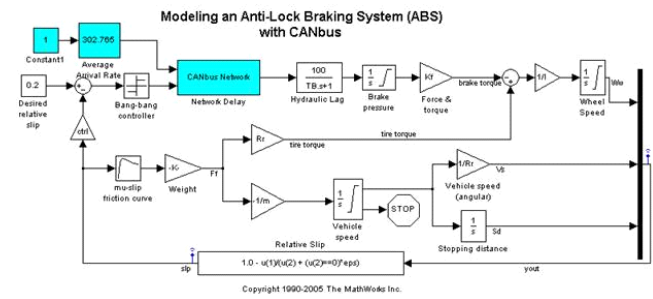 Modeling an Anti-Lock Braking System (ABS)
with CANbus
1
Constant1
302.765
Average
Arrival Rate
0.2
Desired
relative
slip
Bang-bang
controller
CANbus Network
Network Delay
100
TB.s+1
Hydraulic Lag
1
s
Brake
pressure
Kf
Force &
torque
brake torque
1/I
1
s
Wheel
Speed
Ww
ctrl
mu-slip
friction curve
-K-
Weight
Ff
Rr
tire torque
tire torque
-1/m
1
s
Vehicle
speed
STOP
1/Rr
Vs
Vehicle speed
(angular)
1
s
Sd
Stopping distance
Relative Slip
1.0 - u(1)/(u(2) + (u(2)==0)*eps)
slp
yout
Copyright 1990-2005 The MathWorks Inc.